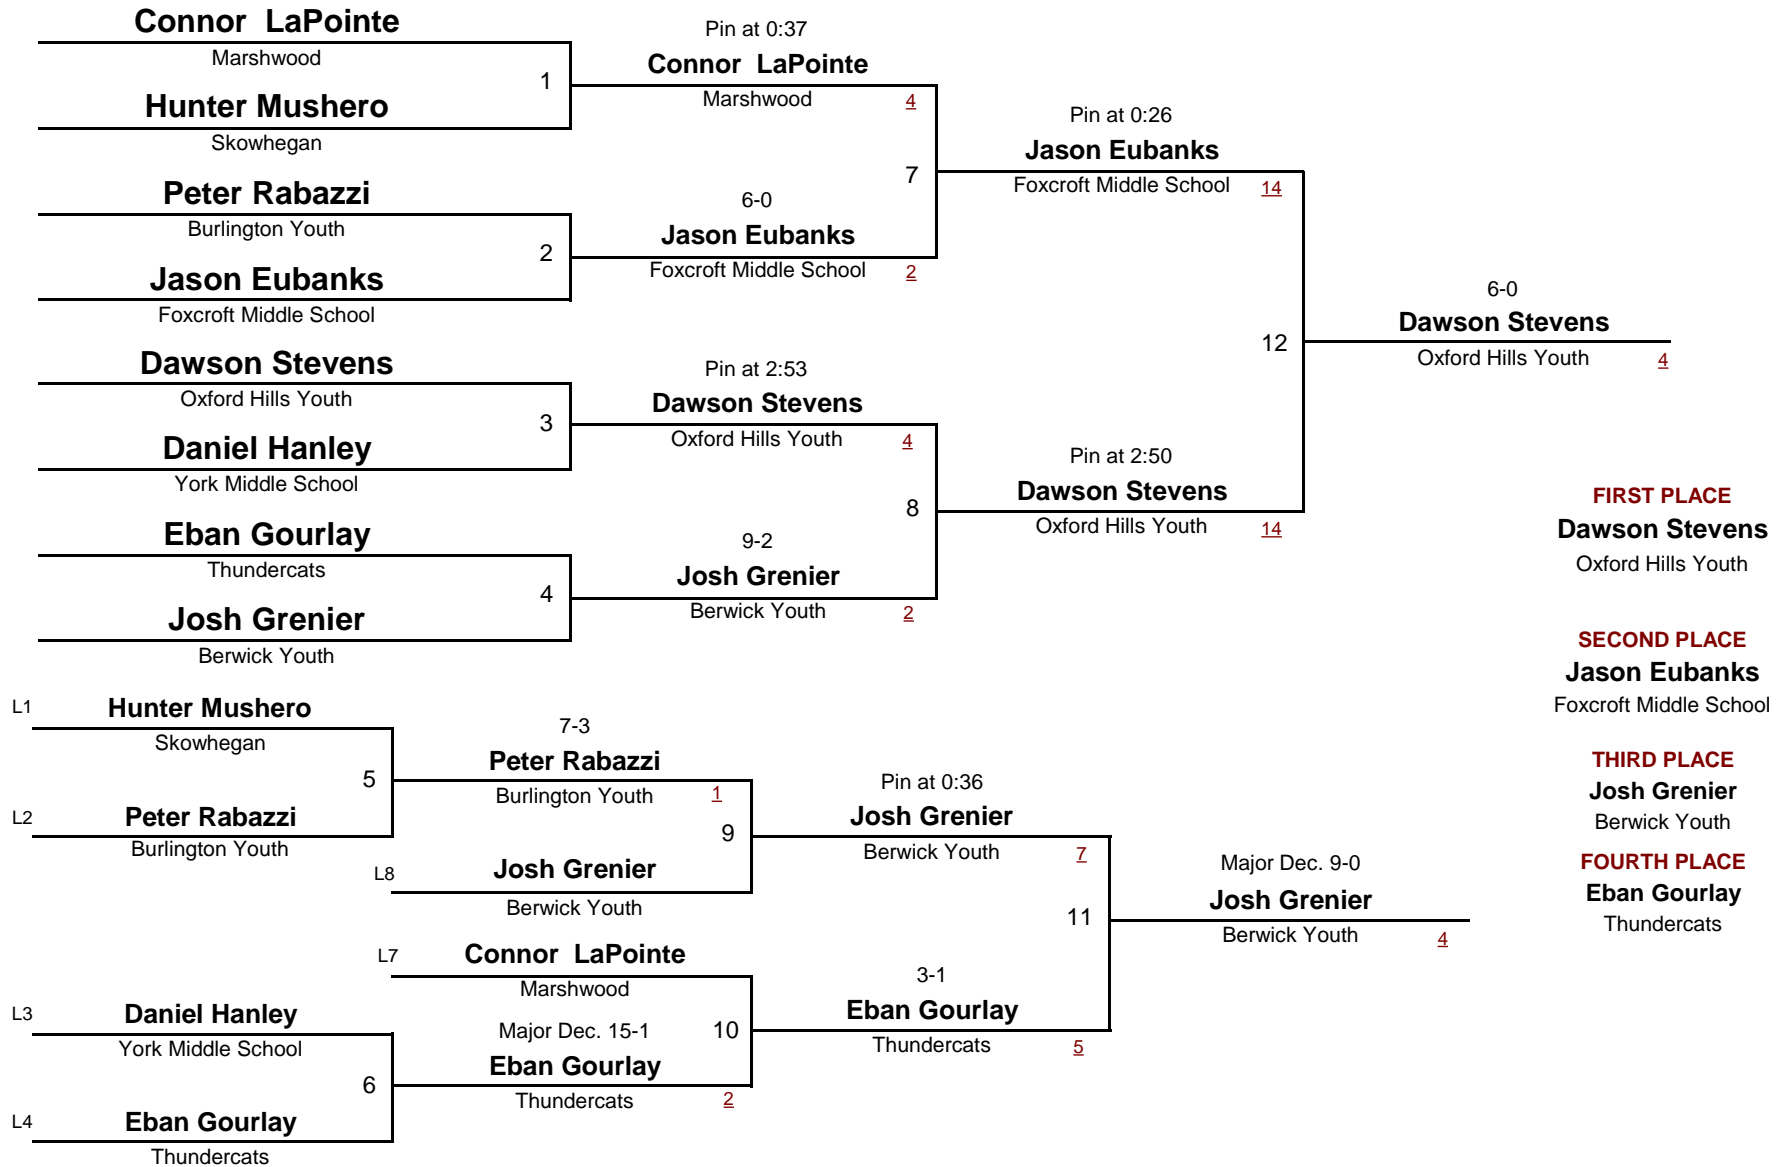 Connor  LaPointe
Marshwood
1
Hunter Mushero
Skowhegan
Peter Rabazzi
Burlington Youth
2
Jason Eubanks
Foxcroft Middle School
Dawson Stevens
Oxford Hills Youth
3
Daniel Hanley
York Middle School
Eban Gourlay
Thundercats
4
Josh Grenier
Berwick Youth
Pin at 0:37
Connor  LaPointe
Marshwood 4
7
6-0
Jason Eubanks
Foxcroft Middle School 2
Pin at 2:53
Dawson Stevens
Oxford Hills Youth 4
8
9-2
Josh Grenier
Berwick Youth 2
Pin at 0:26
Jason Eubanks
Foxcroft Middle School 14
12
Pin at 2:50
Dawson Stevens
Oxford Hills Youth 14
6-0
Dawson Stevens
Oxford Hills Youth 4
FIRST PLACE
Dawson Stevens
Oxford Hills Youth
SECOND PLACE
Jason Eubanks
Foxcroft Middle School
THIRD PLACE
Josh Grenier
Berwick Youth
FOURTH PLACE
Eban Gourlay
Thundercats
L1 Hunter Mushero
Skowhegan
5
L2 Peter Rabazzi
Burlington Youth
7-3
Peter Rabazzi
Burlington Youth 1
9
L8 Josh Grenier
Berwick Youth
L7 Connor  LaPointe
Marshwood
10
Major Dec. 15-1
Eban Gourlay
Thundercats 2
L3 Daniel Hanley
York Middle School
6
L4 Eban Gourlay
Thundercats
Pin at 0:36
Josh Grenier
Berwick Youth 7
11
3-1
Eban Gourlay
Thundercats 5
Major Dec. 9-0
Josh Grenier
Berwick Youth 4